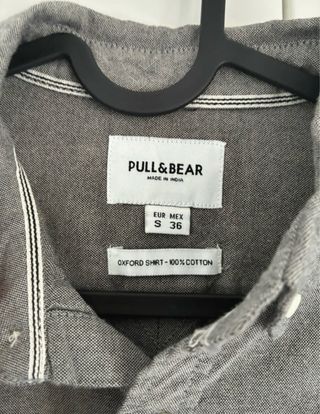 PULL&BEAR
MADE IN INDIA
EUR MEX
S 36
OXFORD SHIRT - 100% COTTON